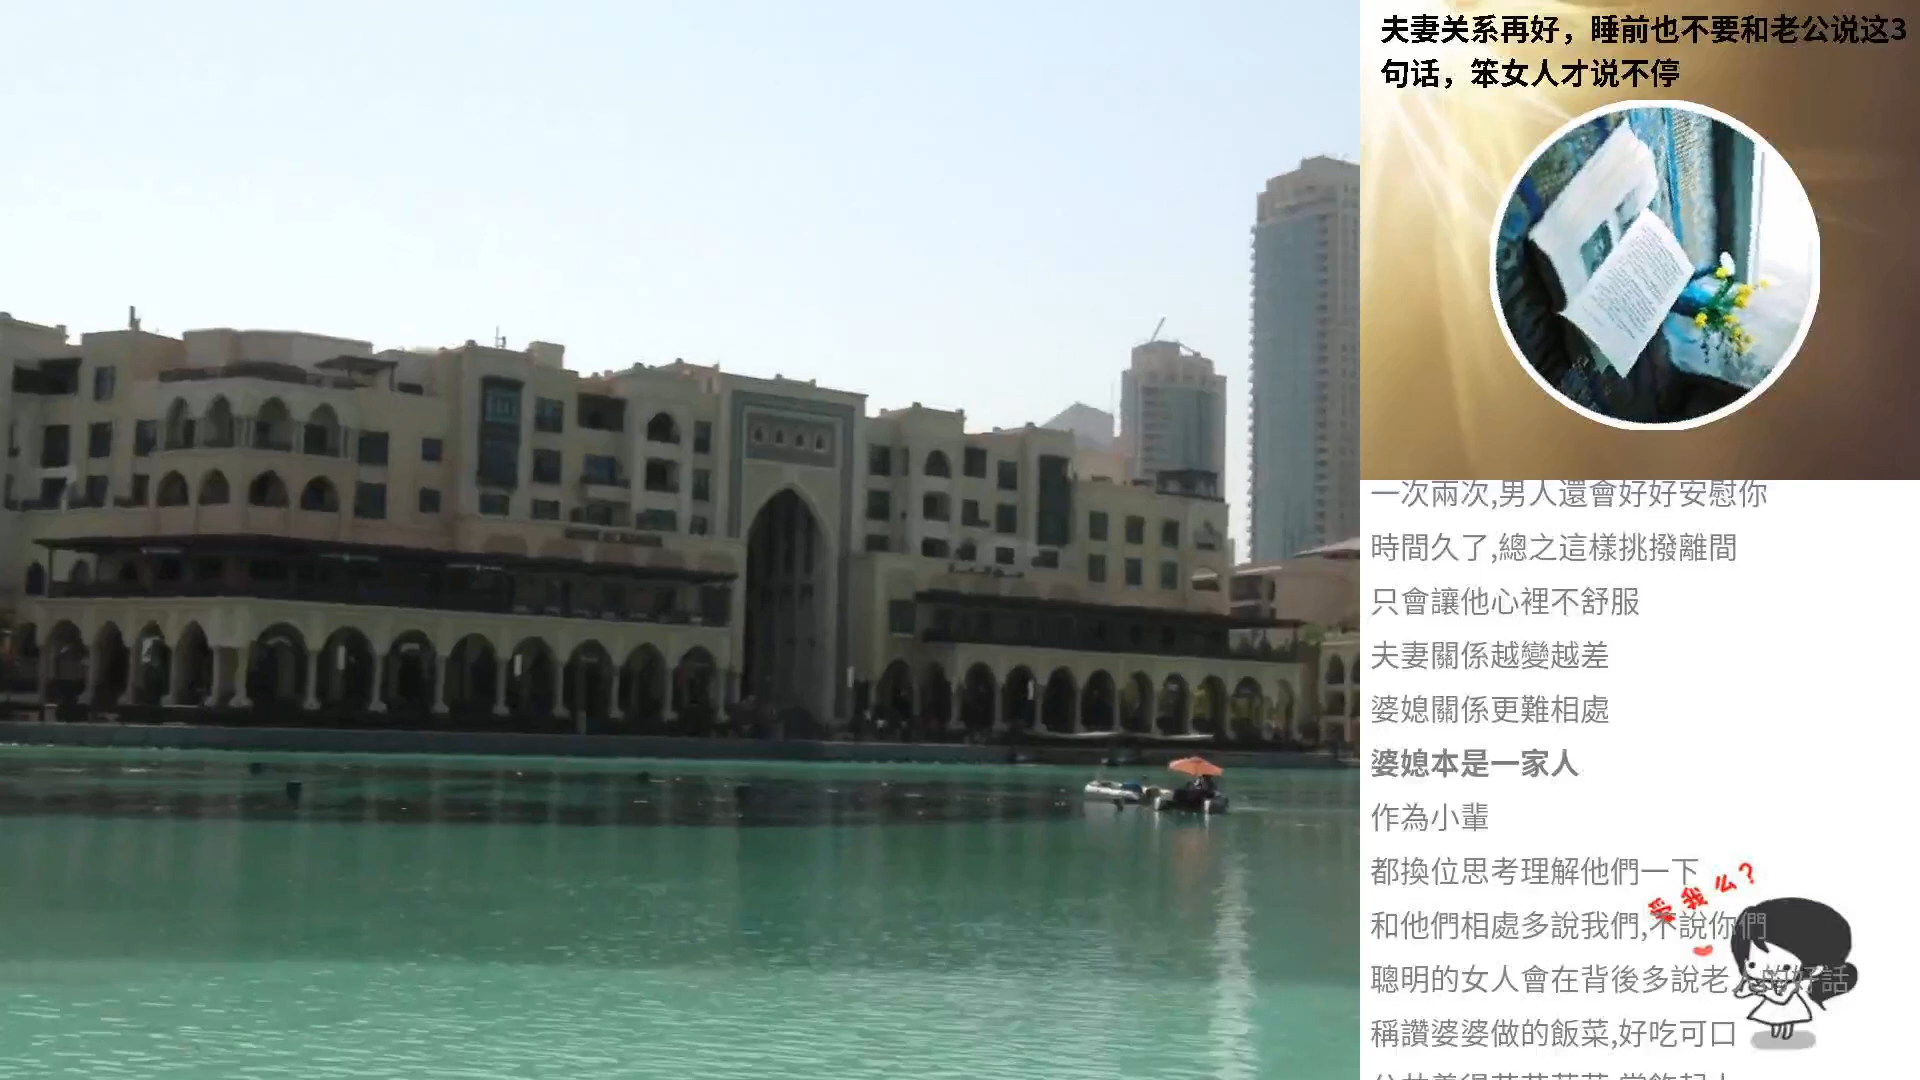 夫妻关系再好，睡前也不要和老公说这3
句话，笨女人才说不停
一次兩次,男人還會好好安慰你
時間久了,總之這樣挑撥離間
只會讓他心裡不舒服
夫妻關係越變越差
婆媳關係更難相處
婆媳本是一家人
作為小輩
都換位思考理解他們一下
爱我么?
和他們相處多說我們,不說你們
聰明的女人會在背後多說老人的好話
稱讚婆婆做的飯菜,好吃可口